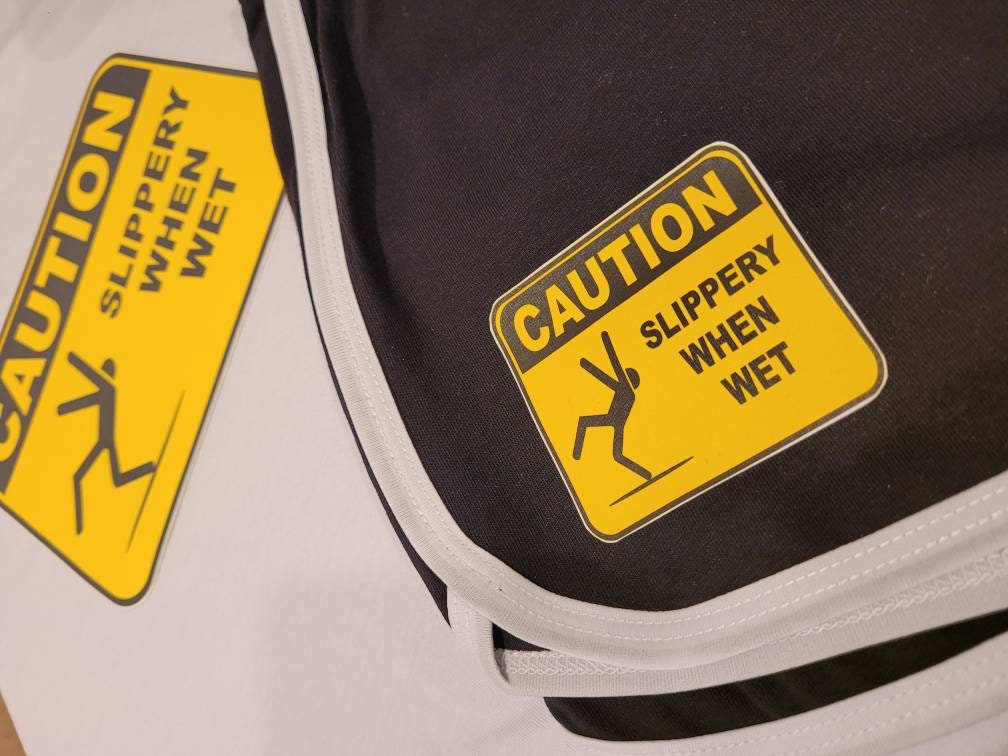 CAUTION
SLIPPERY
WHEN
WET
CAUTION
SLIPPERY
WHEN
WET